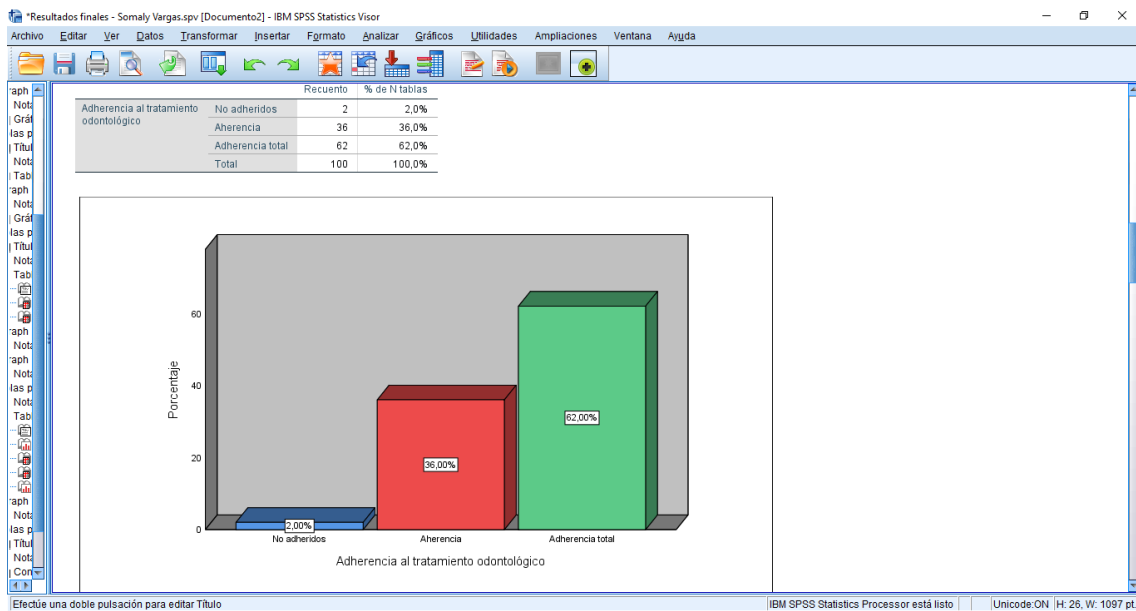 *Resultados finales - Somaly Vargas.spv [Documento2] - IBM SPSS Statistics Visor
Archivo Editar Ver Datos Transformar Insertar Formato Analizar Gráficos Utilidades Ampliaciones Ventana Ayuda
Recuento % de N tablas
Adherencia al tratamiento odontológico No adheridos 2 2,0%
Aherencia 36 36,0%
Adherencia total 62 62,0%
Total 100 100,0%
60
40
20
0
Porcentaje
62,00%
36,00%
2,00%
No adheridos Aherencia Adherencia total
Adherencia al tratamiento odontológico
Efectúe una doble pulsación para editar Título
IBM SPSS Statistics Processor está listo Unicode:ON H: 26, W: 1097 pt